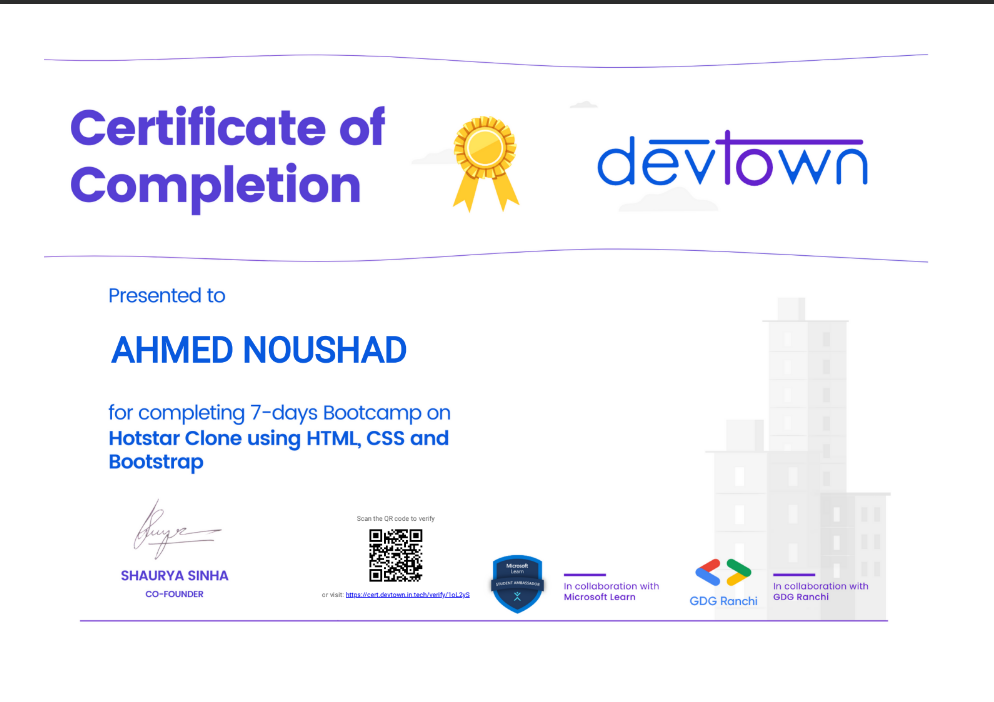 Certificate of
Completion
devtown
Presented to
AHMED NOUSHAD
for completing 7-days Bootcamp on
Hotstar Clone using HTML, CSS and
Bootstrap
SHAURYA SINHA
CO-FOUNDER
Scan the QR code to verify
or visit: https://cert.devtown.in.tech/verify/1oL2yS
Microsoft
Learn
STUDENT AMBASSADOR
In collaboration with
Microsoft Learn
GDG Ranchi
In collaboration with
GDG Ranchi